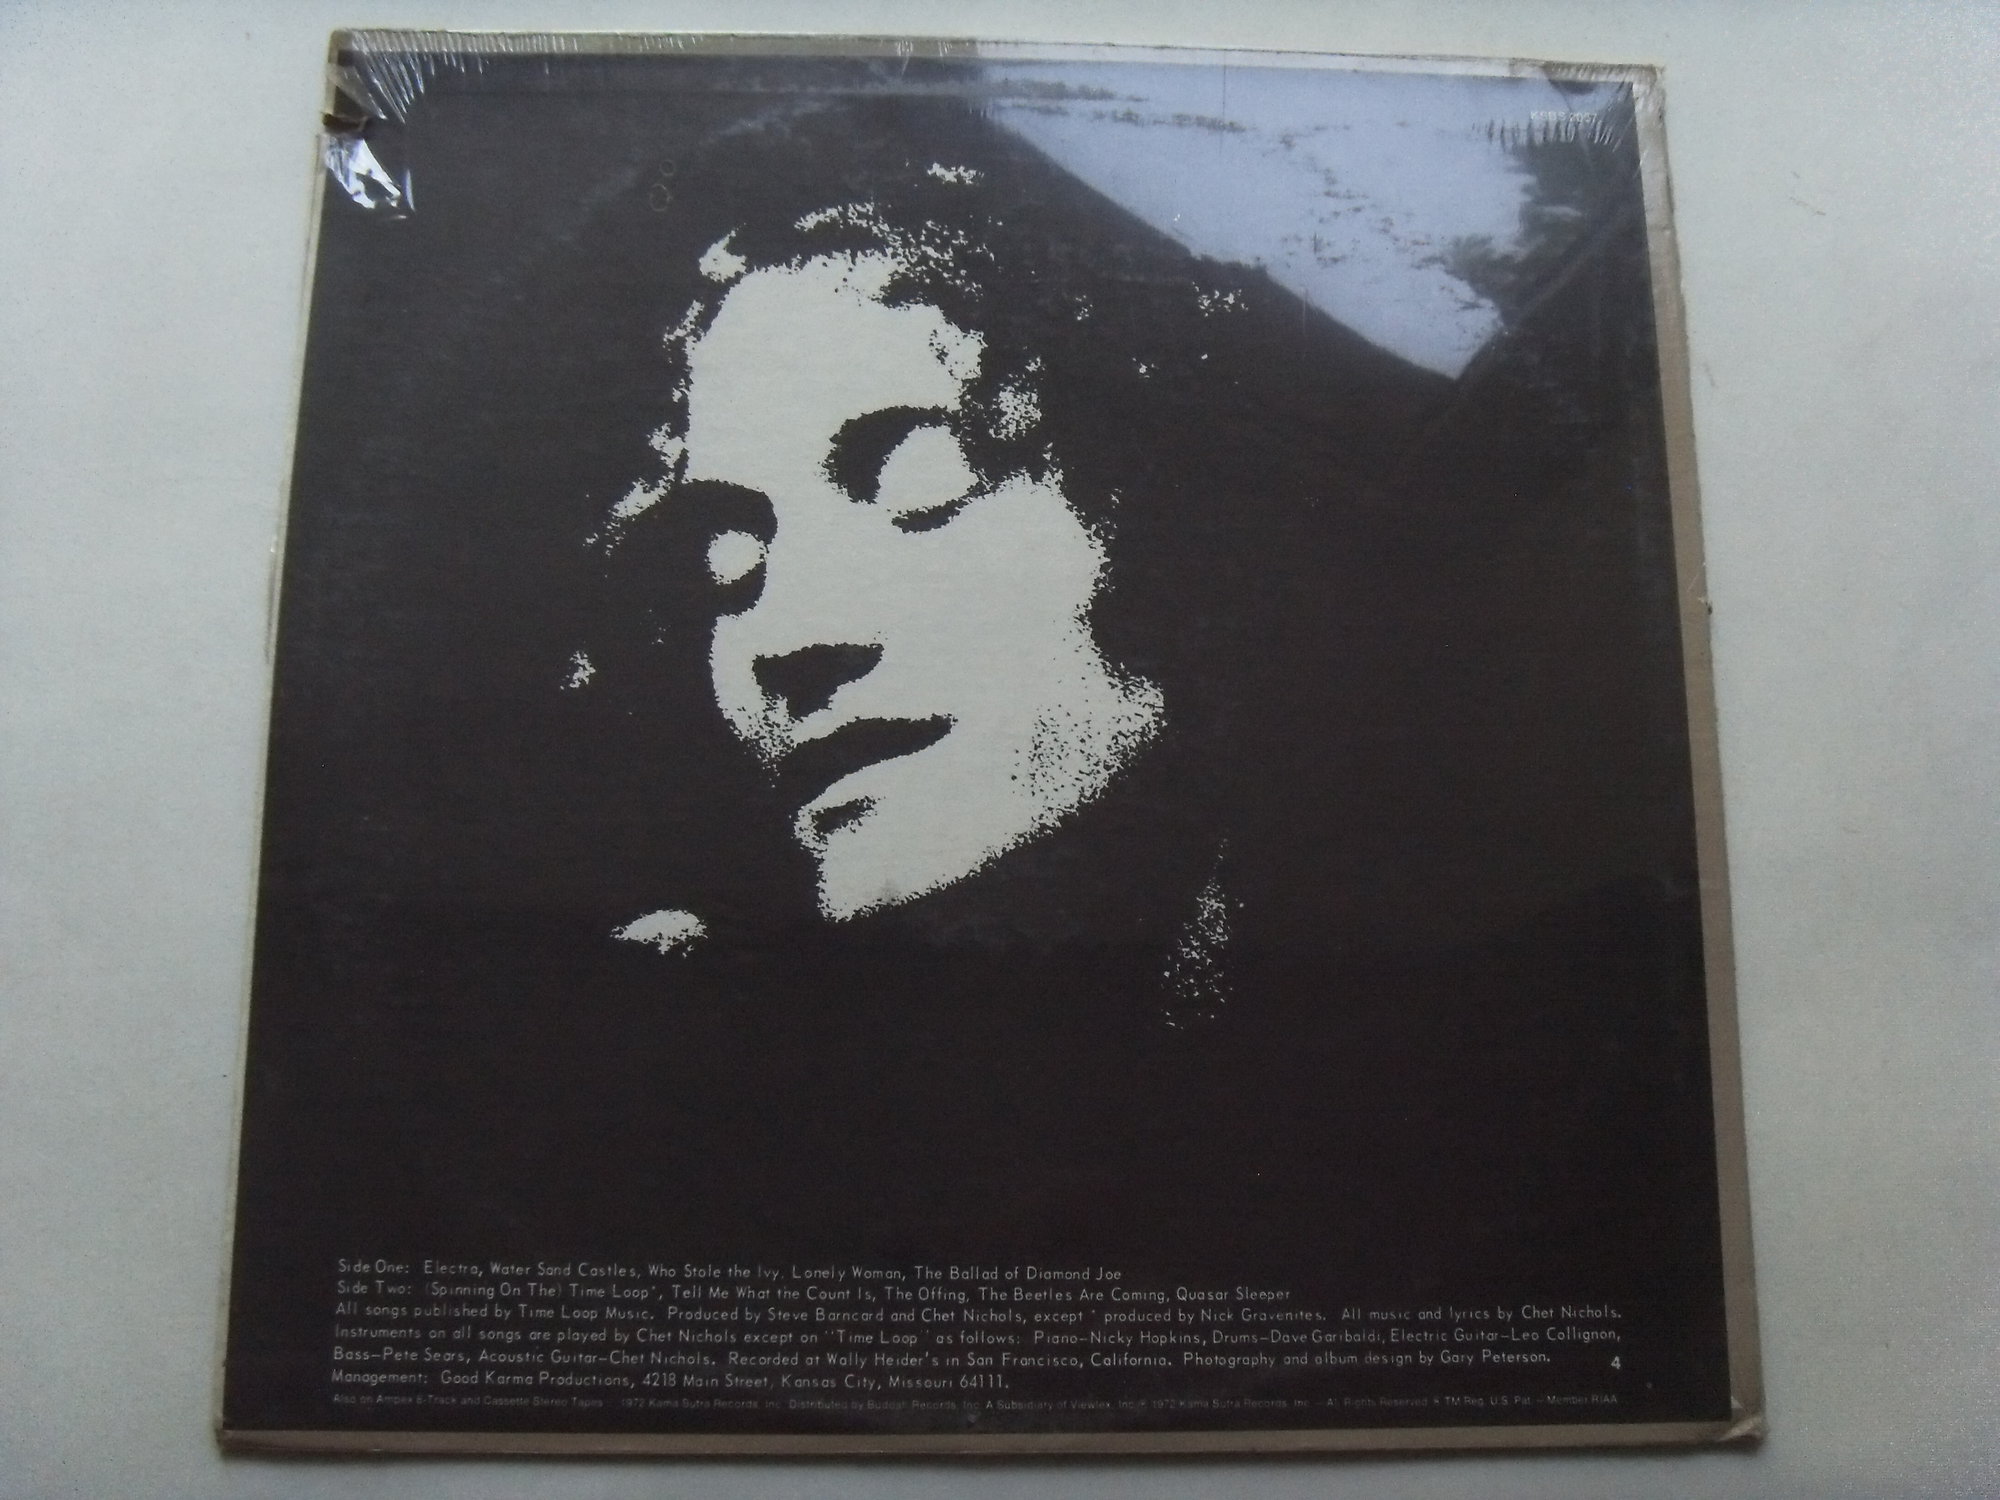 KSBS 2057
Side One: Electra, Water Sand Castles, Who Stole the Ivy, Lonely Woman, The Ballad of Diamond Joe
Side Two: (Spinning On The) Time Loop*, Tell Me What the Count Is, The Offing, The Beetles Are Coming, Quasar Sleeper
All songs published by Time Loop Music. Produced by Steve Barncard and Chet Nichols, except * produced by Nick Gravenites. All music and lyrics by Chet Nichols.
Instruments on all songs are played by Chet Nichols except on "Time Loop" as follows: Piano—Nicky Hopkins, Drums—Dave Garibaldi, Electric Guitar—Leo Collignon,
Bass—Pete Sears, Acoustic Guitar—Chet Nichols. Recorded at Wally Heider's in San Francisco, California. Photography and album design by Gary Peterson.
4
Management: Good Karma Productions, 4218 Main Street, Kansas City, Missouri 64111.
Also on Ampex 8-Track and Cassette Stereo Tapes 1972 Kama Sutra Records, Inc. Distributed by Buddah Records, Inc. A Subsidiary of Viewlex, Inc. ℗ 1972 Kama Sutra Records, Inc. — All Rights Reserved ® TM Reg. U.S. Pat. — Member RIAA